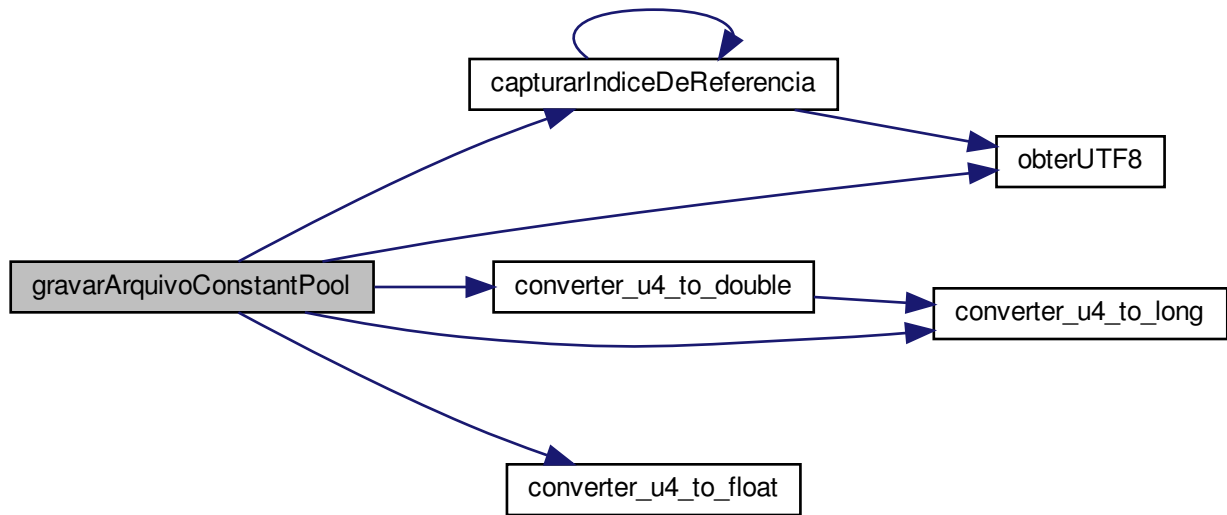 capturarIndiceDeReferencia
obterUTF8
gravarArquivoConstantPool
converter_u4_to_double
converter_u4_to_long
converter_u4_to_float